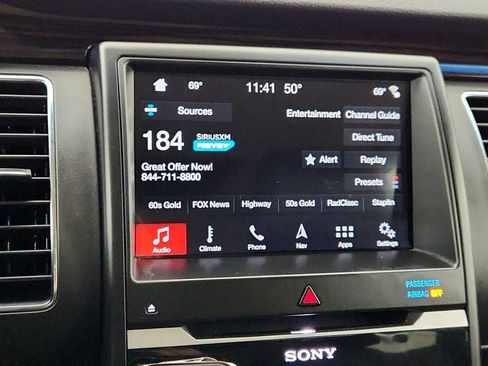 69° 11:41 50° 69°
Sources Entertainment Channel Guide
184 SIRIUSXM PREVIEW
Direct Tune
Great Offer Now! Alert Replay
844-711-8800
Presets
60s Gold FOX News Highway 50s Gold RadClasc Stapltn
Audio Climate Phone Nav Apps Settings
PASSENGER
AIRBAG OFF
SONY